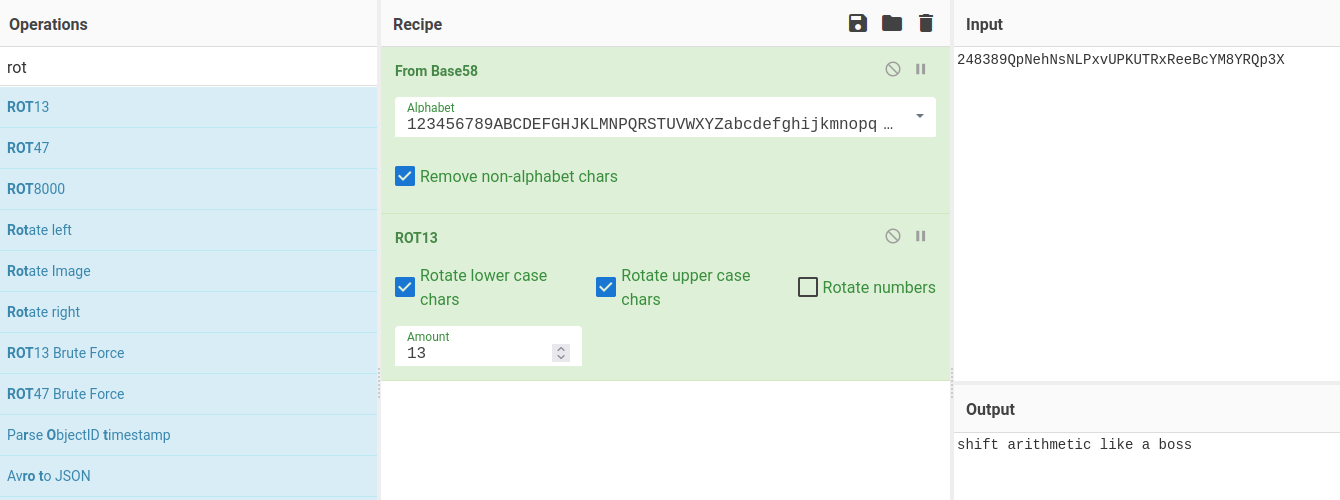 Operations
rot
ROT13
ROT47
ROT8000
Rotate left
Rotate Image
Rotate right
ROT13 Brute Force
ROT47 Brute Force
Parse ObjectID timestamp
Avro to JSON
Recipe
From Base58
Alphabet
123456789ABCDEFGHJKLMNPQRSTUVWXYZabcdefghijkmnopq …
Remove non-alphabet chars
ROT13
Rotate lower case
chars
Rotate upper case
chars
Rotate numbers
Amount
13
Input
248389QpNehNsNLPxvUPKUTRxReeBcYM8YRQp3X
Output
shift arithmetic like a boss